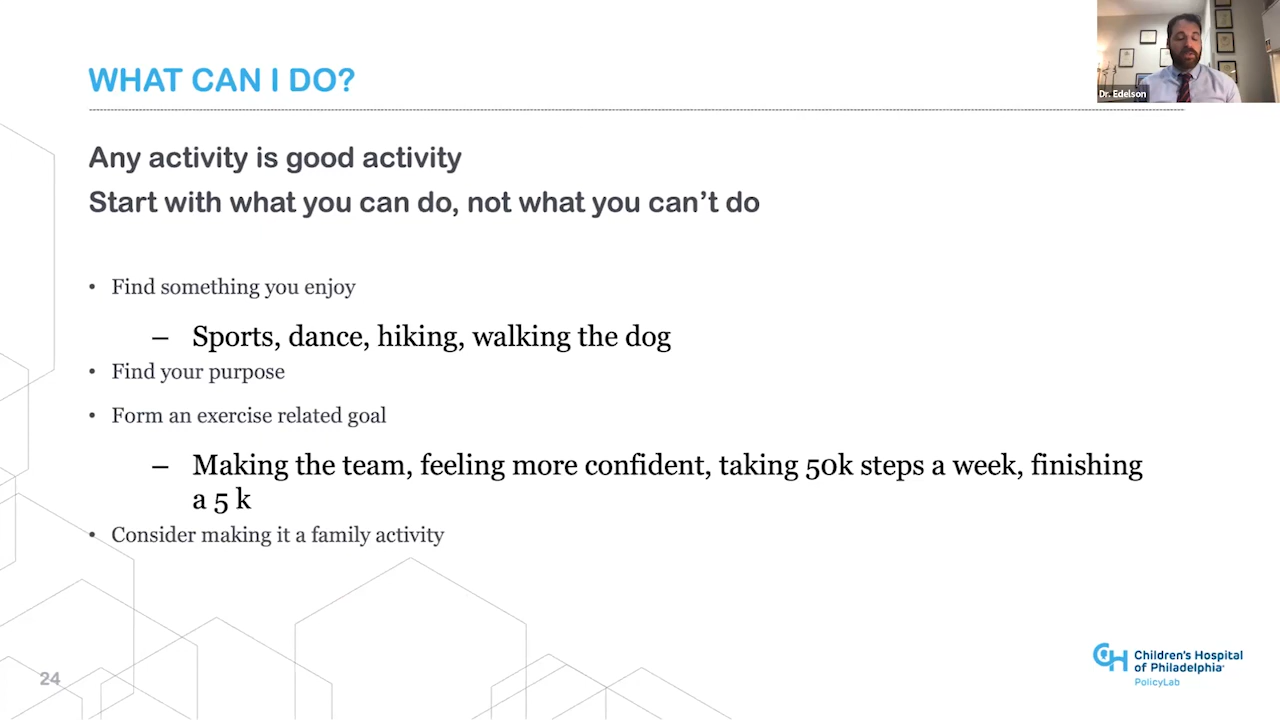 WHAT CAN I DO?
Dr. Edelson
Any activity is good activity
Start with what you can do, not what you can’t do
• Find something you enjoy
– Sports, dance, hiking, walking the dog
• Find your purpose
• Form an exercise related goal
– Making the team, feeling more confident, taking 50k steps a week, finishing
a 5 k
• Consider making it a family activity
24
CH Children's Hospital
of Philadelphia
PolicyLab